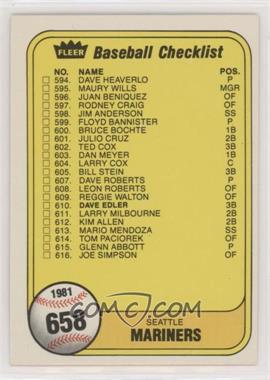 FLEER Baseball Checklist
NO. NAME POS.
594. DAVE HEAVERLO P
595. MAURY WILLS MGR
596. JUAN BENIQUEZ OF
597. RODNEY CRAIG OF
598. JIM ANDERSON SS
599. FLOYD BANNISTER P
600. BRUCE BOCHTE 1B
601. JULIO CRUZ 2B
602. TED COX 3B
603. DAN MEYER 1B
604. LARRY COX C
605. BILL STEIN 3B
607. DAVE ROBERTS P
608. LEON ROBERTS OF
609. REGGIE WALTON OF
610. DAVE EDLER 3B
611. LARRY MILBOURNE 2B
612. KIM ALLEN 2B
613. MARIO MENDOZA SS
614. TOM PACIOREK OF
615. GLENN ABBOTT P
616. JOE SIMPSON OF
1981
658
SEATTLE
MARINERS